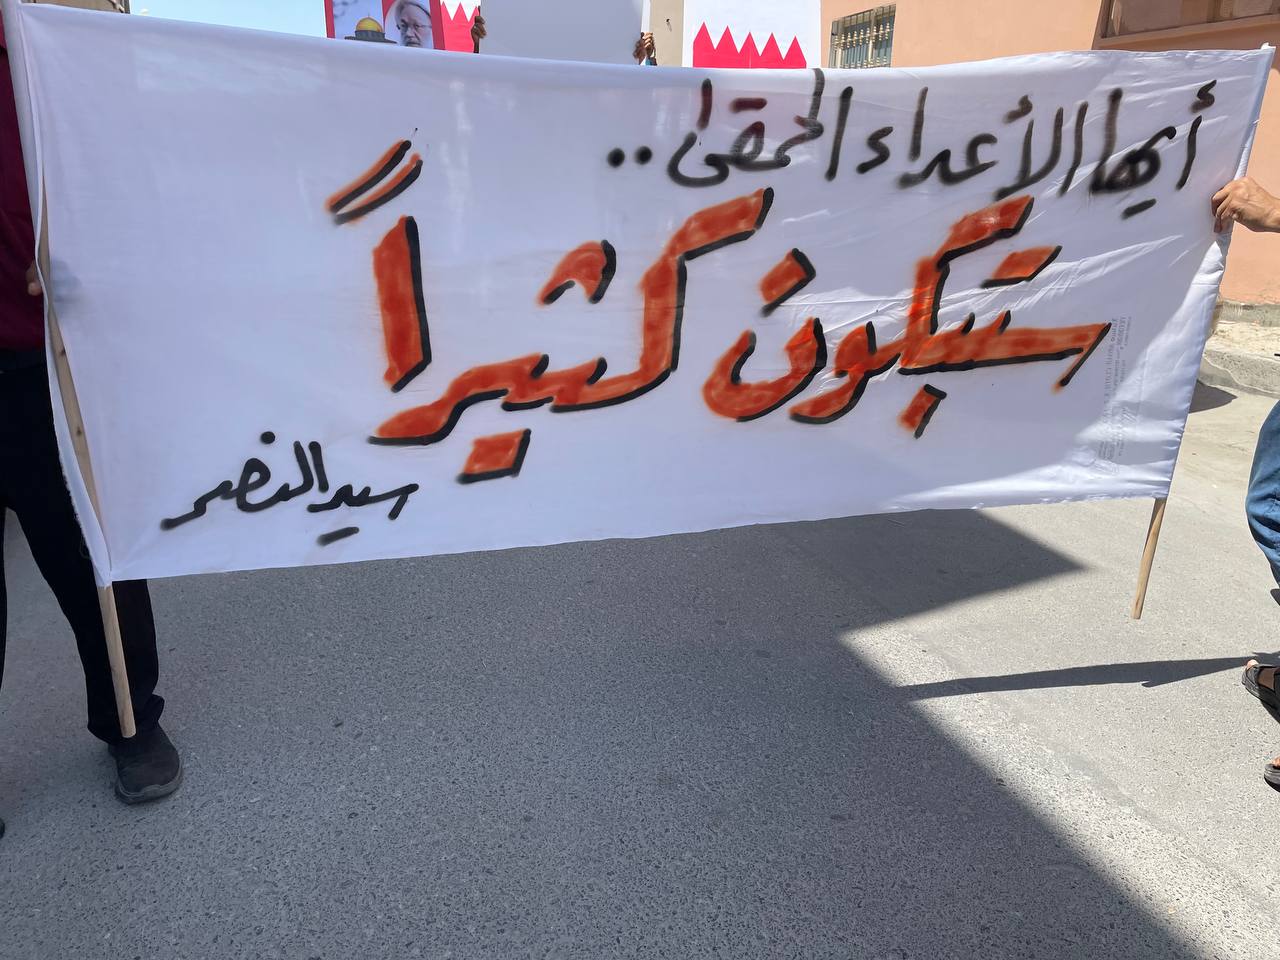 أيها الأعداء الحمقى..
ستبكون كثيراً
سيد النصر